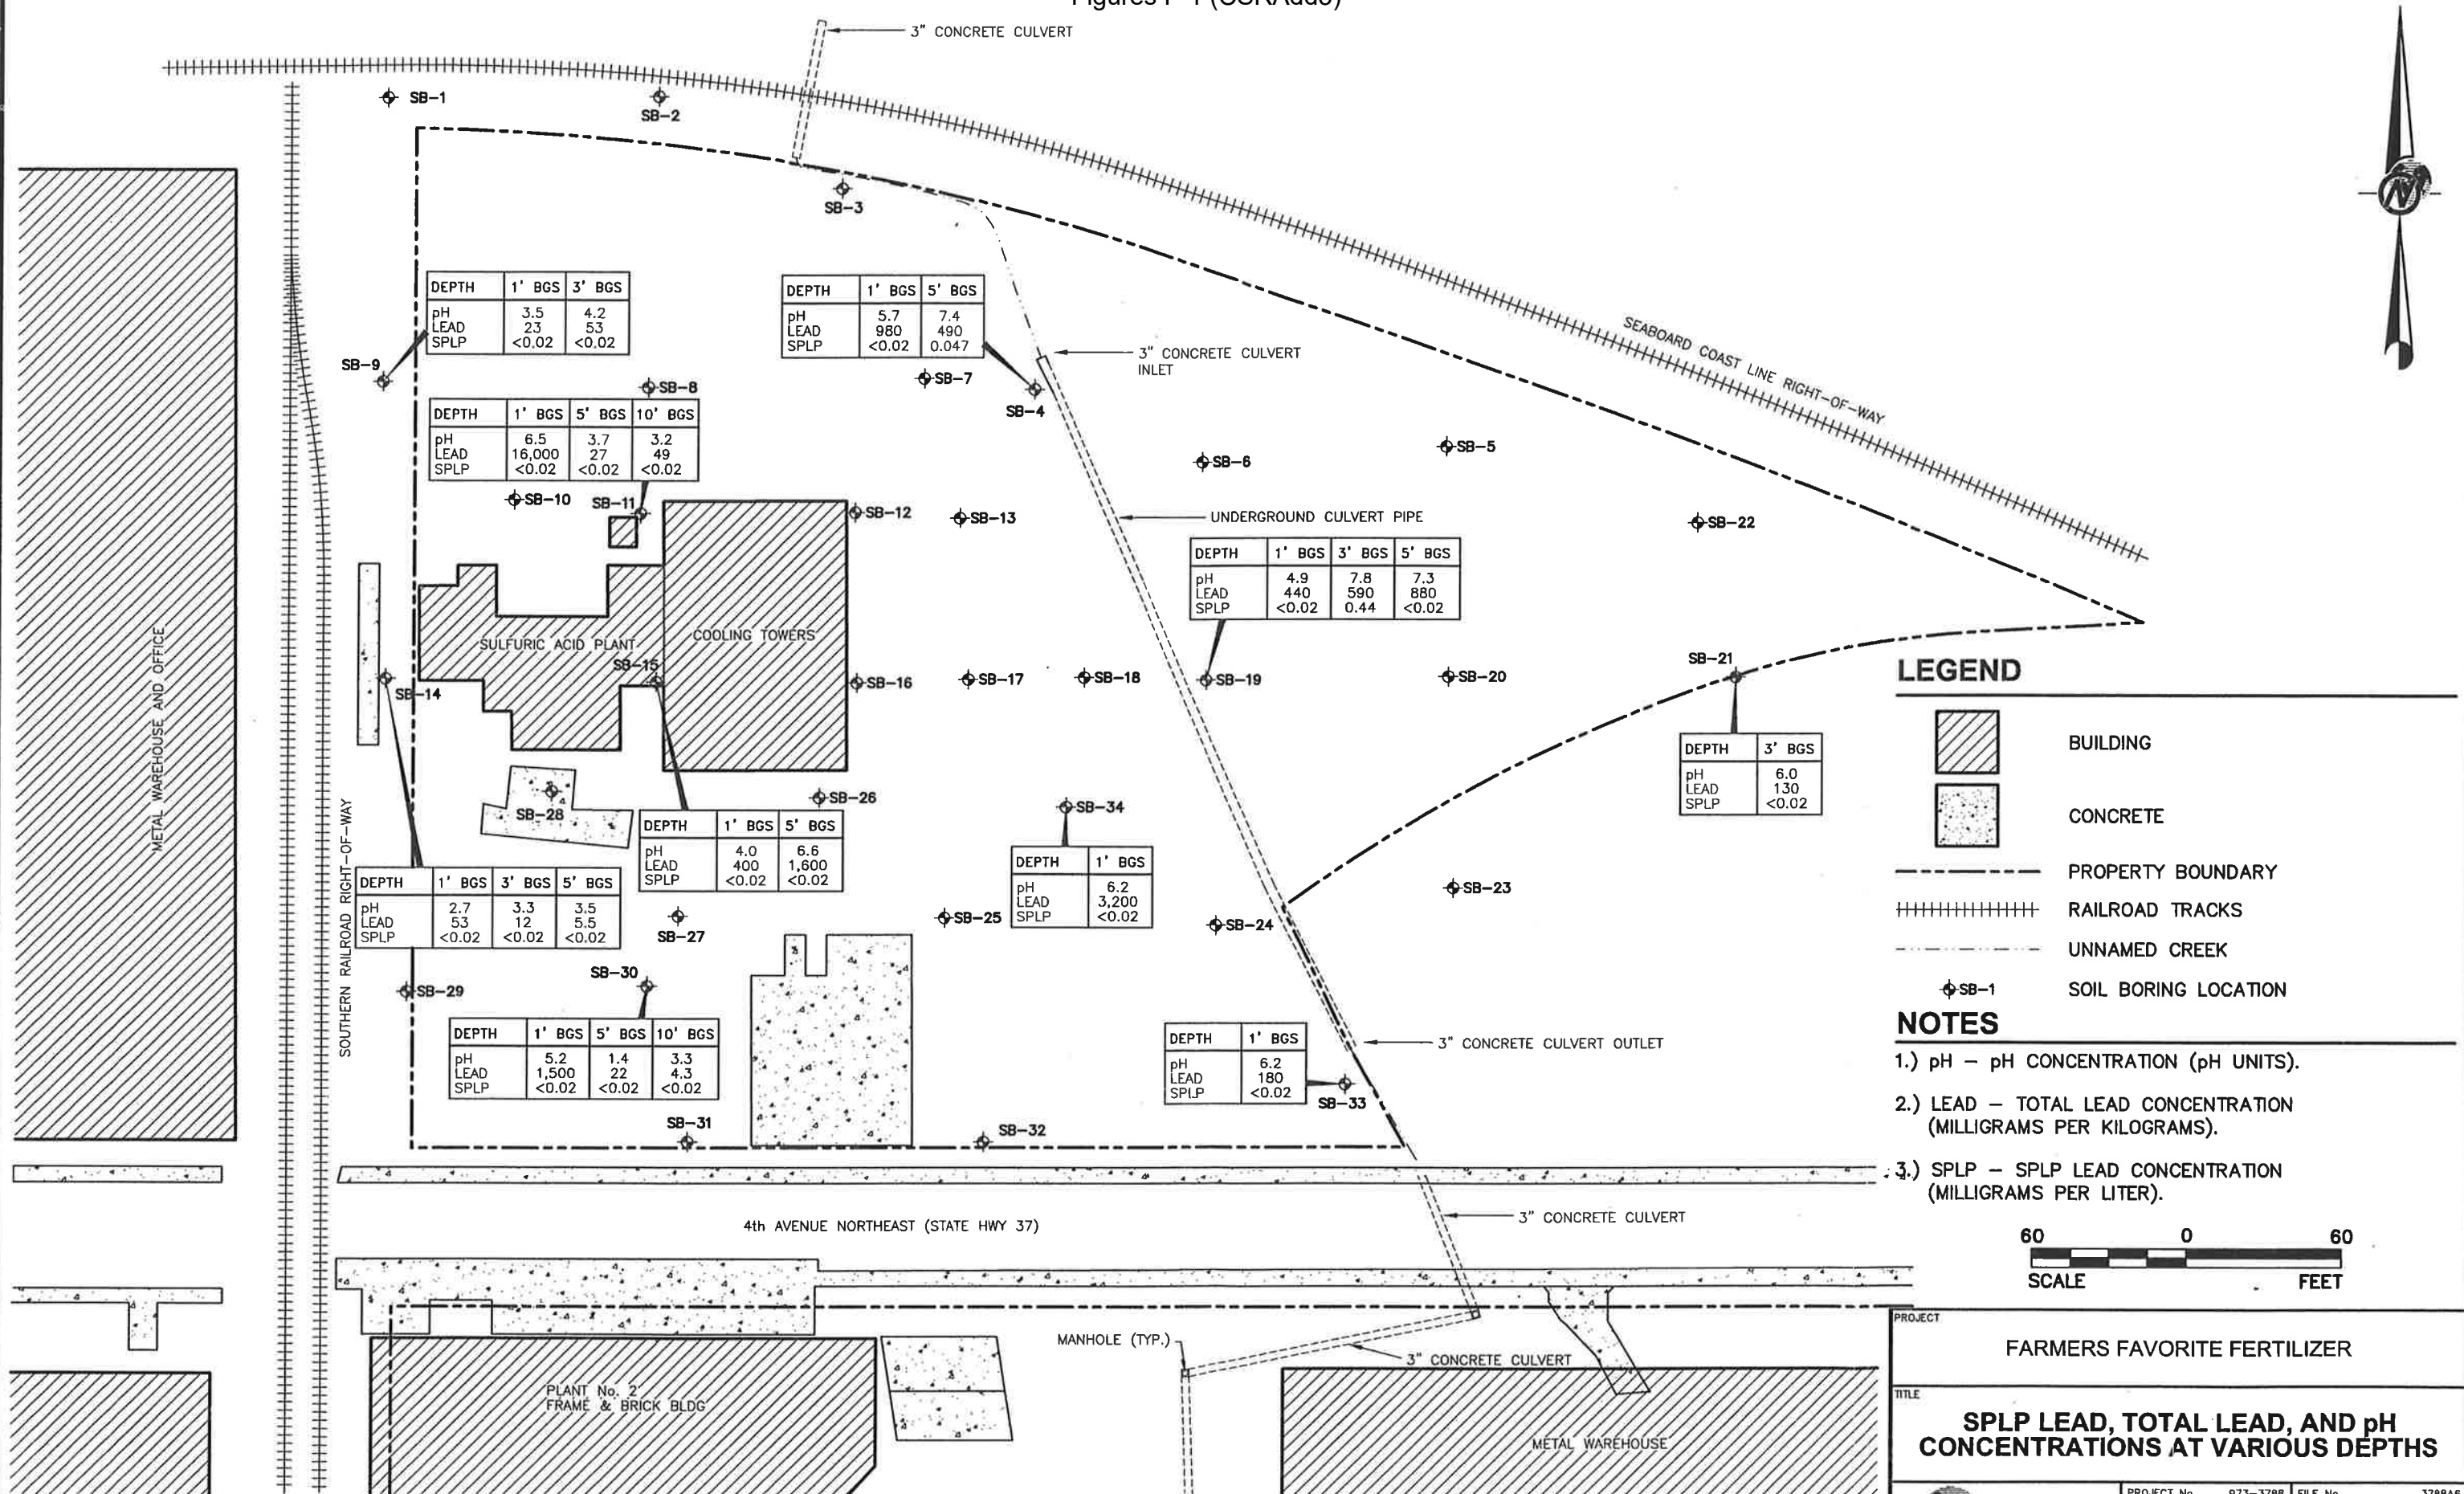 3" CONCRETE CULVERT
SB-1
SB-2
SB-3
DEPTH 1' BGS 3' BGS
pH 3.5 4.2
LEAD 23 53
SPLP <0.02 <0.02
SB-9
DEPTH 1' BGS 5' BGS
pH 5.7 7.4
LEAD 980 490
SPLP <0.02 0.047
3" CONCRETE CULVERT
INLET
SEABOARD COAST LINE RIGHT-OF-WAY
SB-8
SB-7
SB-4
DEPTH 1' BGS 5' BGS 10' BGS
pH 6.5 3.7 3.2
LEAD 16,000 27 49
SPLP <0.02 <0.02 <0.02
SB-6
SB-5
SB-10
SB-11
SB-12
SB-13
UNDERGROUND CULVERT PIPE
SB-22
DEPTH 1' BGS 3' BGS 5' BGS
pH 4.9 7.8 7.3
LEAD 440 590 880
SPLP <0.02 0.44 <0.02
METAL WAREHOUSE AND OFFICE
SULFURIC ACID PLANT
COOLING TOWERS
SB-15
SB-14
SB-16
SB-17
SB-18
SB-19
SB-20
SB-21
DEPTH 3' BGS
pH 6.0
LEAD 130
SPLP <0.02
SB-28
SB-26
SB-34
SOUTHERN RAILROAD RIGHT-OF-WAY
DEPTH 1' BGS 5' BGS
pH 4.0 6.6
LEAD 400 1,600
SPLP <0.02 <0.02
DEPTH 1' BGS
pH 6.2
LEAD 3,200
SPLP <0.02
DEPTH 1' BGS 3' BGS 5' BGS
pH 2.7 3.3 3.5
LEAD 53 12 5.5
SPLP <0.02 <0.02 <0.02
SB-27
SB-25
SB-24
SB-23
SB-30
SB-29
DEPTH 1' BGS 5' BGS 10' BGS
pH 5.2 1.4 3.3
LEAD 1,500 22 4.3
SPLP <0.02 <0.02 <0.02
DEPTH 1' BGS
pH 6.2
LEAD 180
SPLP <0.02
3" CONCRETE CULVERT OUTLET
SB-33
SB-31
SB-32
4th AVENUE NORTHEAST (STATE HWY 37)
3" CONCRETE CULVERT
MANHOLE (TYP.)
3" CONCRETE CULVERT
PLANT No. 2
FRAME & BRICK BLDG
METAL WAREHOUSE
N
LEGEND
BUILDING
CONCRETE
PROPERTY BOUNDARY
RAILROAD TRACKS
UNNAMED CREEK
SB-1 SOIL BORING LOCATION
NOTES
1.) pH – pH CONCENTRATION (pH UNITS).
2.) LEAD – TOTAL LEAD CONCENTRATION
(MILLIGRAMS PER KILOGRAMS).
3.) SPLP – SPLP LEAD CONCENTRATION
(MILLIGRAMS PER LITER).
60 0 60
SCALE FEET
PROJECT
FARMERS FAVORITE FERTILIZER
TITLE
SPLP LEAD, TOTAL LEAD, AND pH
CONCENTRATIONS AT VARIOUS DEPTHS